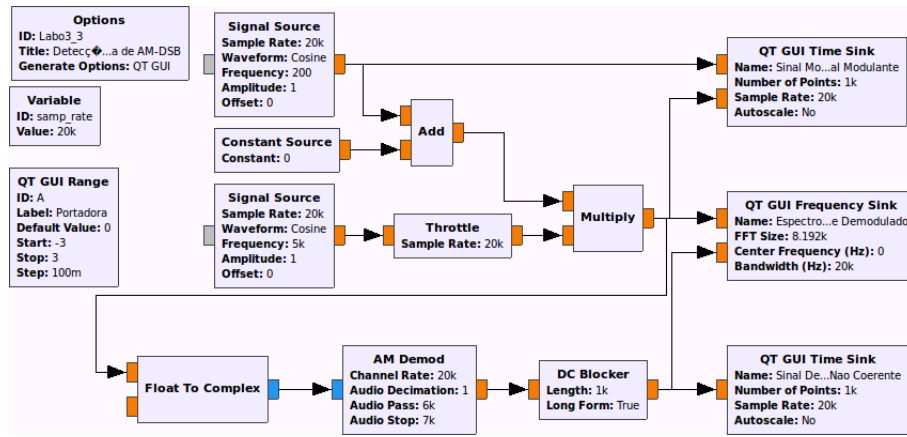 Options
ID: Labo3_3
Title: Detecç�...a de AM-DSB
Generate Options: QT GUI
Variable
ID: samp_rate
Value: 20k
QT GUI Range
ID: A
Label: Portadora
Default Value: 0
Start: -3
Stop: 3
Step: 100m
Signal Source
Sample Rate: 20k
Waveform: Cosine
Frequency: 200
Amplitude: 1
Offset: 0
Constant Source
Constant: 0
Signal Source
Sample Rate: 20k
Waveform: Cosine
Frequency: 5k
Amplitude: 1
Offset: 0
Add
Throttle
Sample Rate: 20k
Multiply
QT GUI Time Sink
Name: Sinal Mo...al Modulante
Number of Points: 1k
Sample Rate: 20k
Autoscale: No
QT GUI Frequency Sink
Name: Espectro...e Demodulado
FFT Size: 8.192k
Center Frequency (Hz): 0
Bandwidth (Hz): 20k
Float To Complex
AM Demod
Channel Rate: 20k
Audio Decimation: 1
Audio Pass: 6k
Audio Stop: 7k
DC Blocker
Length: 1k
Long Form: True
QT GUI Time Sink
Name: Sinal De...Nao Coerente
Number of Points: 1k
Sample Rate: 20k
Autoscale: No